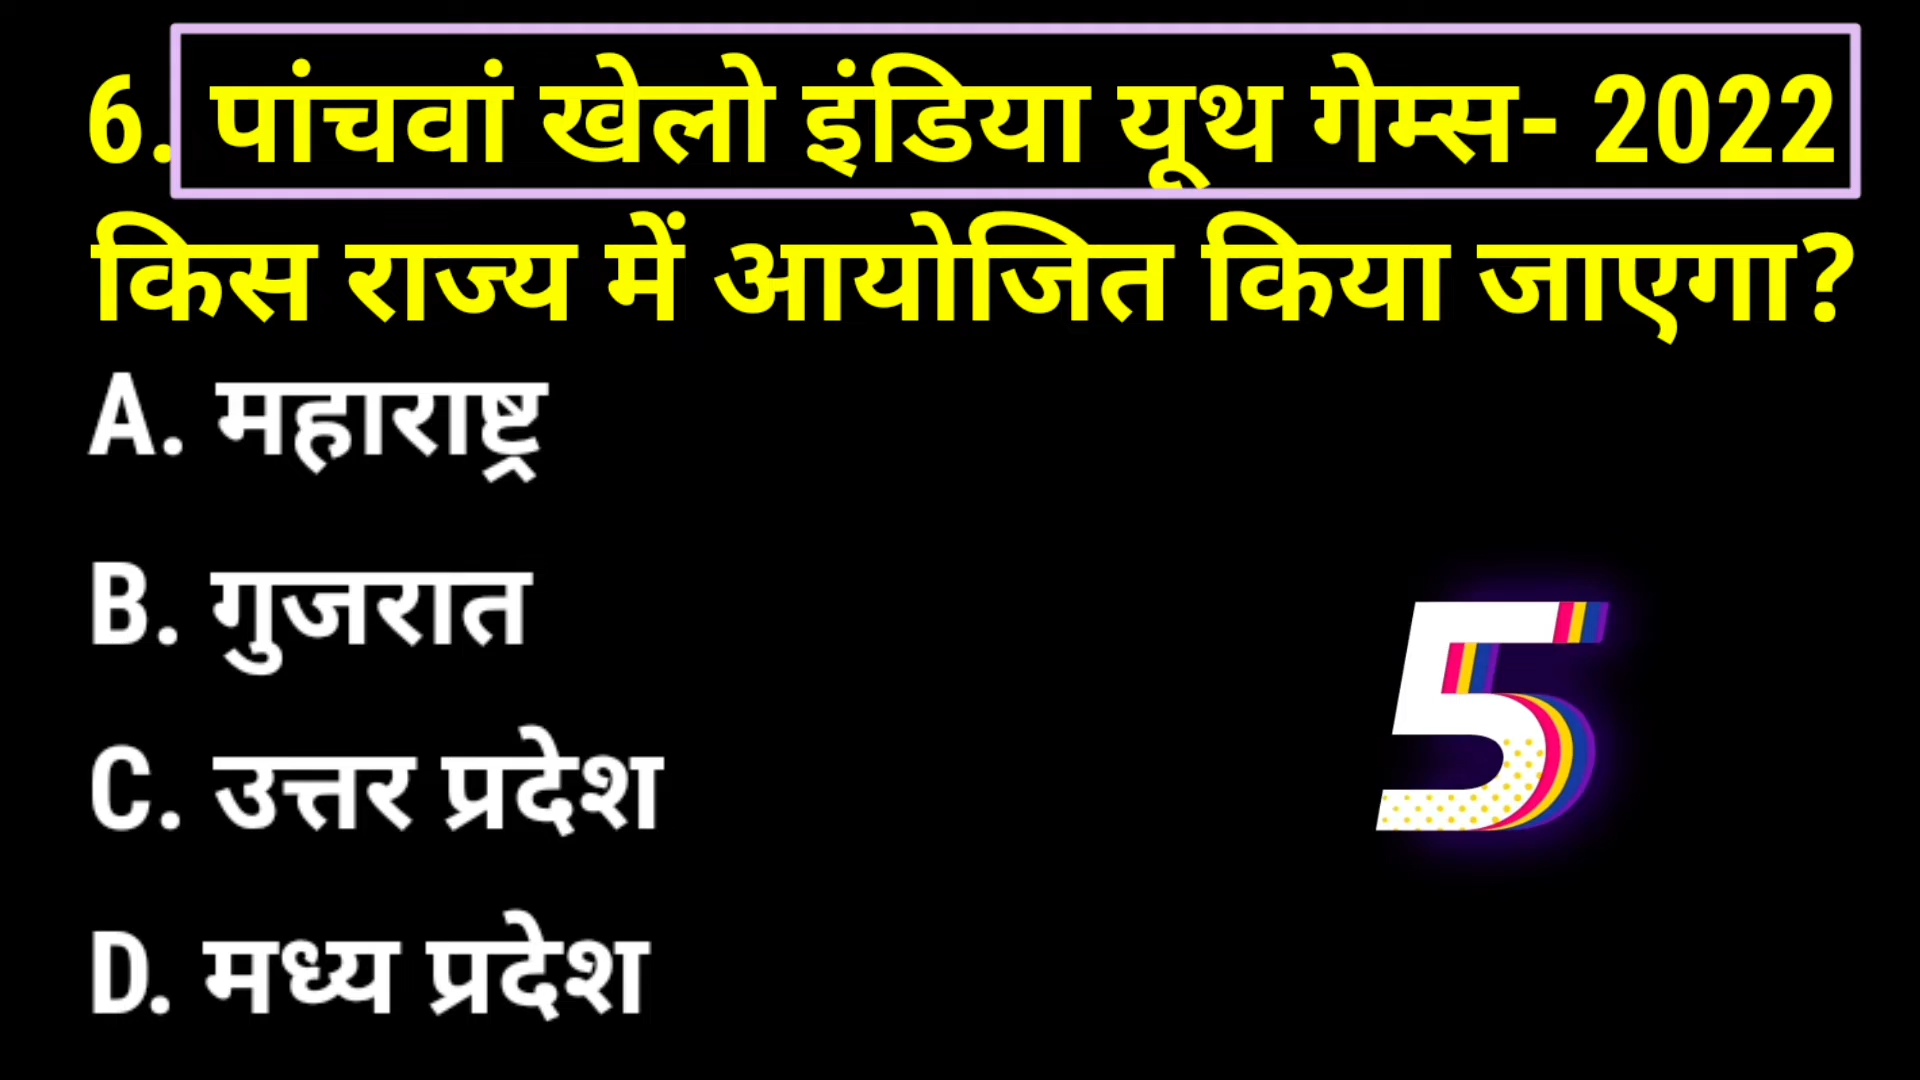 6. पांचवां खेलो इंडिया यूथ गेम्स- 2022
किस राज्य में आयोजित किया जाएगा?
A. महाराष्ट्र
B. गुजरात
5
C. उत्तर प्रदेश
D. मध्य प्रदेश